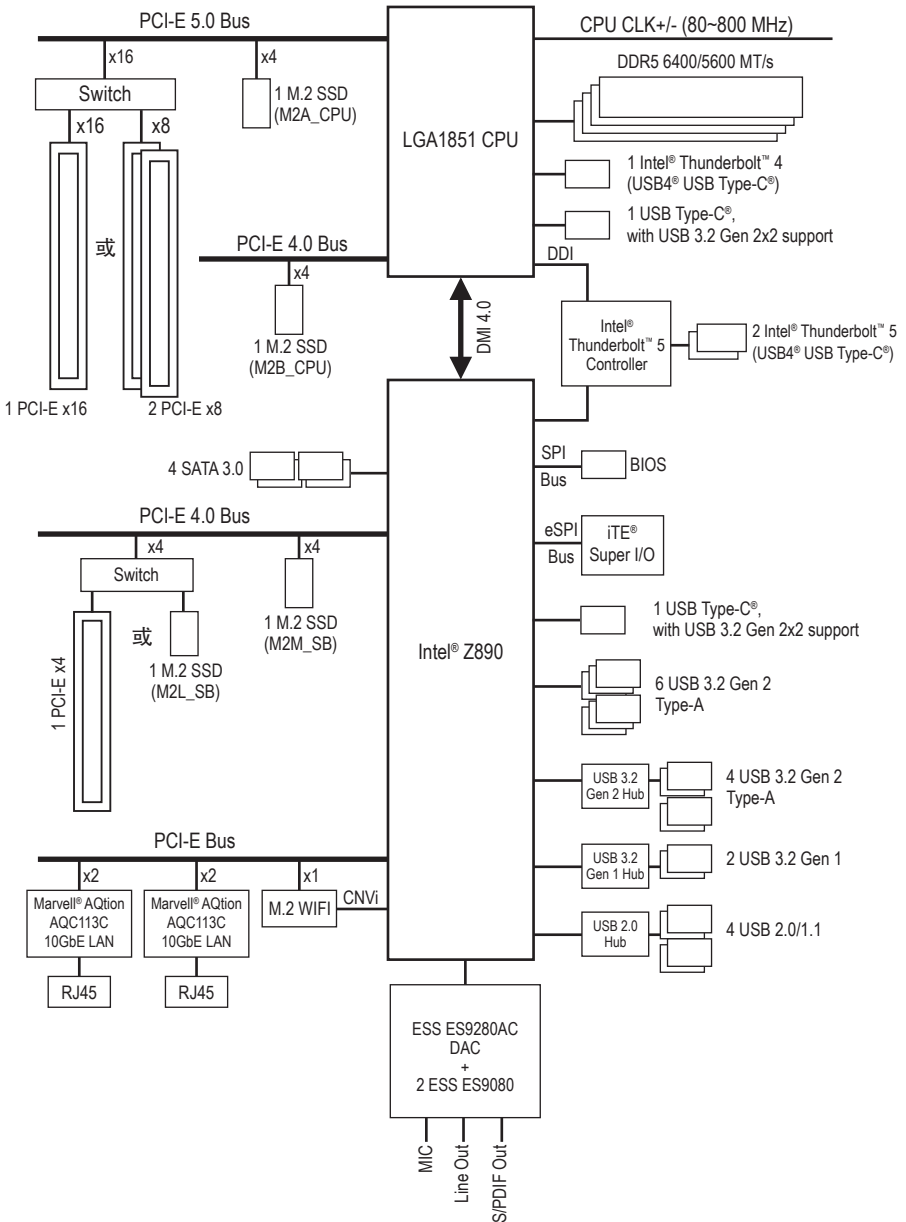 PCI-E 5.0 Bus
CPU CLK+/- (80~800 MHz)
x16
x4
DDR5 6400/5600 MT/s
Switch
1 M.2 SSD
(M2A_CPU)
x16
x8
LGA1851 CPU
1 Intel® Thunderbolt™ 4
(USB4® USB Type-C®)
1 USB Type-C®,
with USB 3.2 Gen 2x2 support
或
PCI-E 4.0 Bus
DDI
x4
1 M.2 SSD
(M2B_CPU)
DMI 4.0
Intel®
Thunderbolt™ 5
Controller
2 Intel® Thunderbolt™ 5
(USB4® USB Type-C®)
1 PCI-E x16
2 PCI-E x8
4 SATA 3.0
SPI
Bus
BIOS
PCI-E 4.0 Bus
x4
x4
eSPI
Bus
iTE®
Super I/O
Switch
1 USB Type-C®,
with USB 3.2 Gen 2x2 support
1 PCI-E x4
或
1 M.2 SSD
(M2L_SB)
1 M.2 SSD
(M2M_SB)
Intel® Z890
6 USB 3.2 Gen 2
Type-A
USB 3.2
Gen 2 Hub
4 USB 3.2 Gen 2
Type-A
PCI-E Bus
x2
x2
x1
USB 3.2
Gen 1 Hub
2 USB 3.2 Gen 1
Marvell® AQtion
AQC113C
10GbE LAN
Marvell® AQtion
AQC113C
10GbE LAN
M.2 WIFI
CNVi
USB 2.0
Hub
4 USB 2.0/1.1
RJ45
RJ45
ESS ES9280AC
DAC
+
2 ESS ES9080
MIC
Line Out
S/PDIF Out